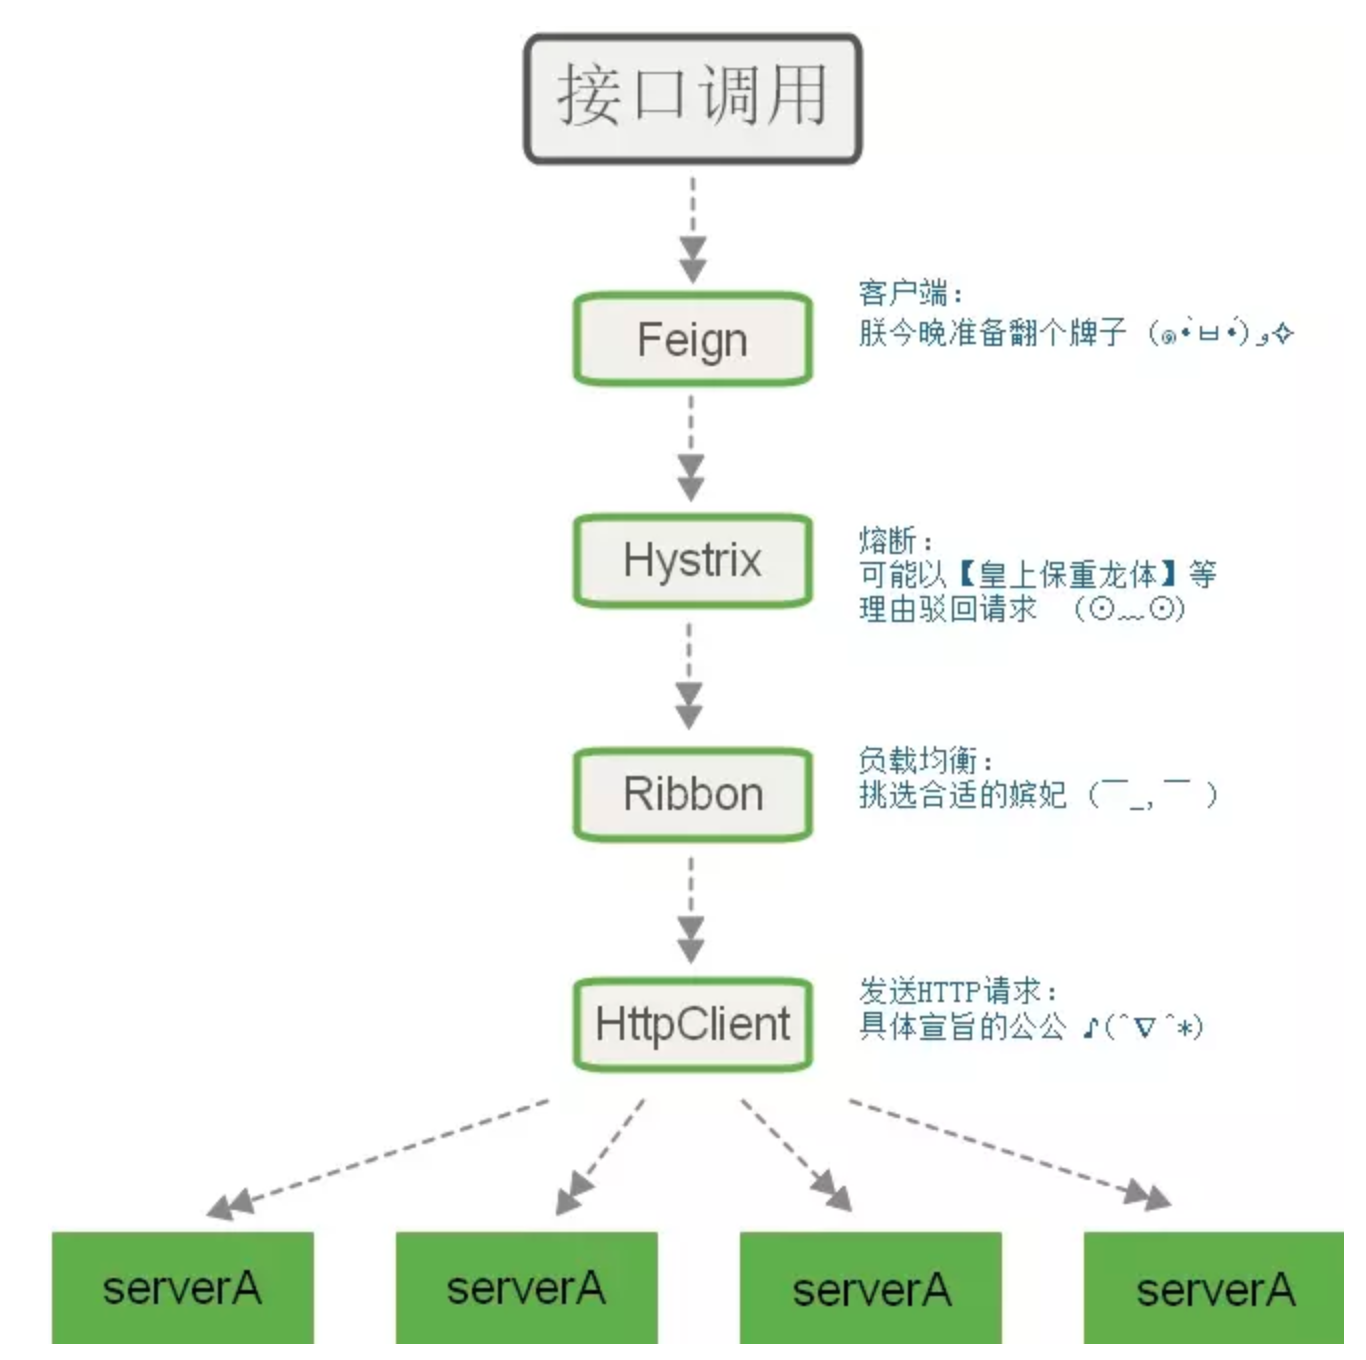 接口调用
Feign
客户端：
朕今晚准备翻个牌子 (๑•̀ㅂ•́)و✧
Hystrix
熔断：
可能以【皇上保重龙体】等
理由驳回请求 (⊙﹏⊙)
Ribbon
负载均衡：
挑选合适的嫔妃 (￣_,￣ )
HttpClient
发送HTTP请求：
具体宣旨的公公 ♪(^∇^*)
serverA
serverA
serverA
serverA